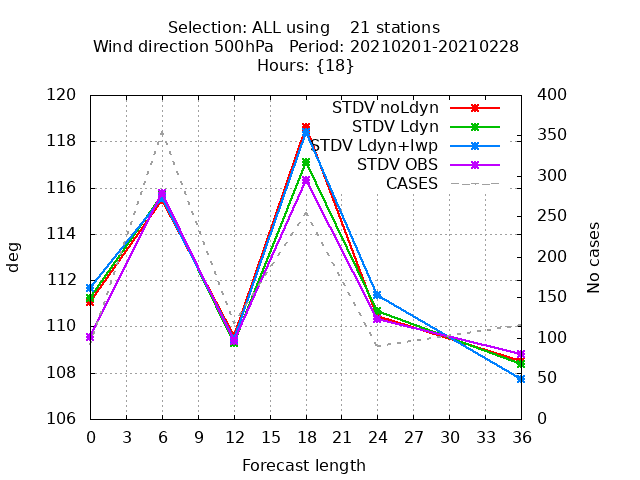 Selection: ALL using    21 stations
Wind direction 500hPa   Period: 20210201-20210228
Hours: {18}
120 400
118 350
116 300
114 250
112 200
110 150
108 100
106 50
0
deg
No cases
STDV noLdyn
STDV Ldyn
STDV Ldyn+lwp
STDV OBS
CASES
0 3 6 9 12 15 18 21 24 27 30 33 36
Forecast length